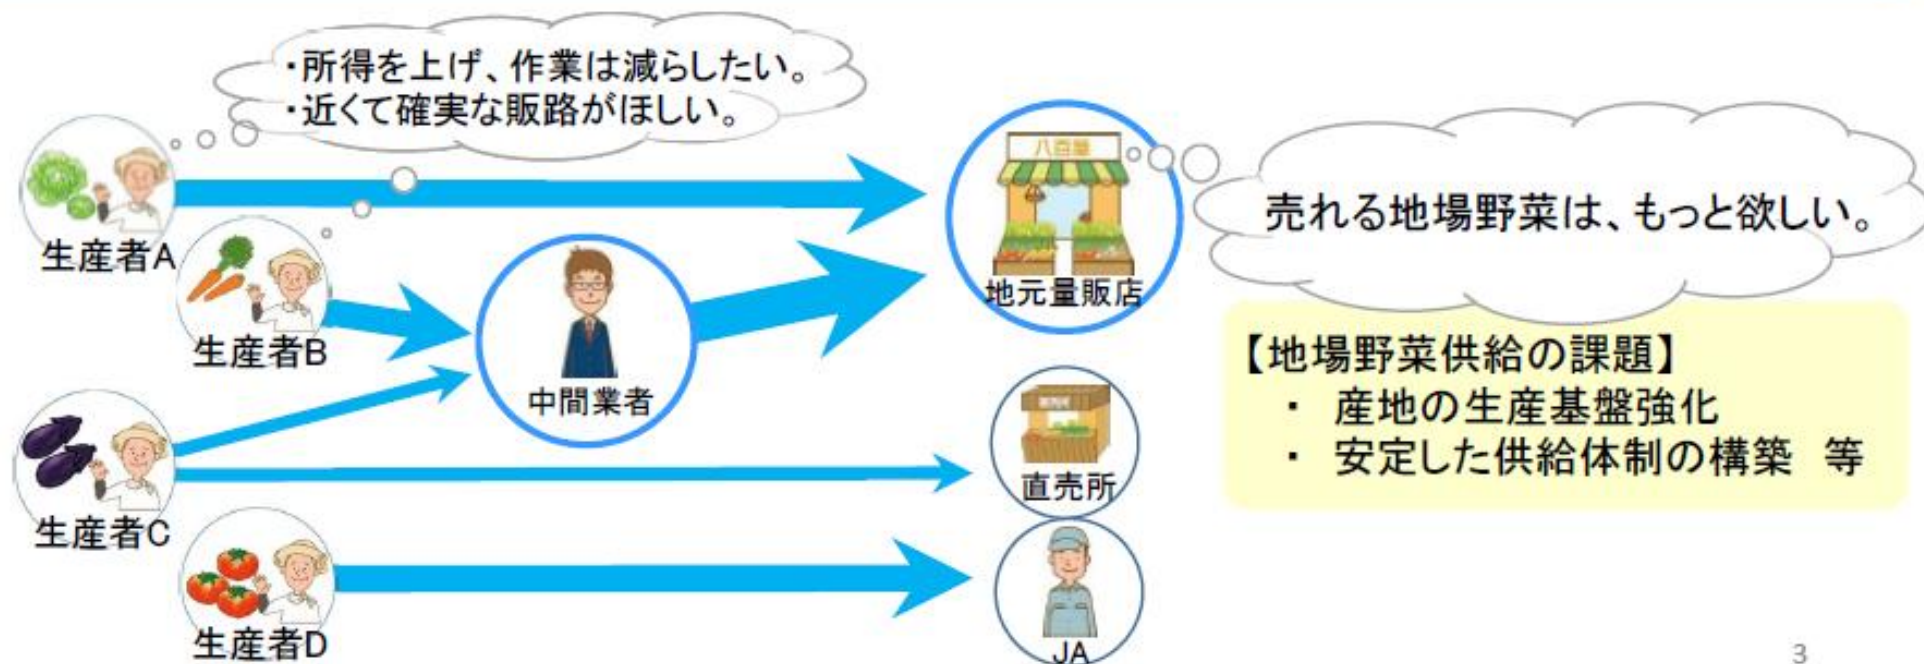 ・所得を上げ、作業は減らしたい。
・近くて確実な販路がほしい。
生産者A
八百屋
地元量販店
売れる地場野菜は、もっと欲しい。
生産者B
中間業者
【地場野菜供給の課題】
・ 産地の生産基盤強化
・ 安定した供給体制の構築 等
直売所
生産者C
生産者D
JA
3